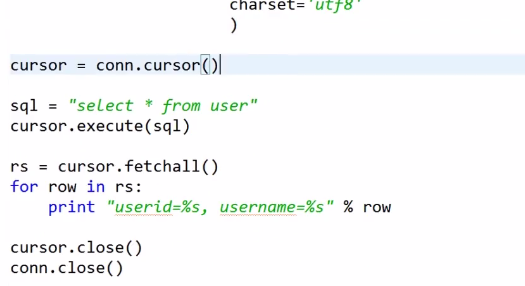 charset='utf8'
)
cursor = conn.cursor()
sql = "select * from user"
cursor.execute(sql)
rs = cursor.fetchall()
for row in rs:
    print "userid=%s, username=%s" % row
cursor.close()
conn.close()